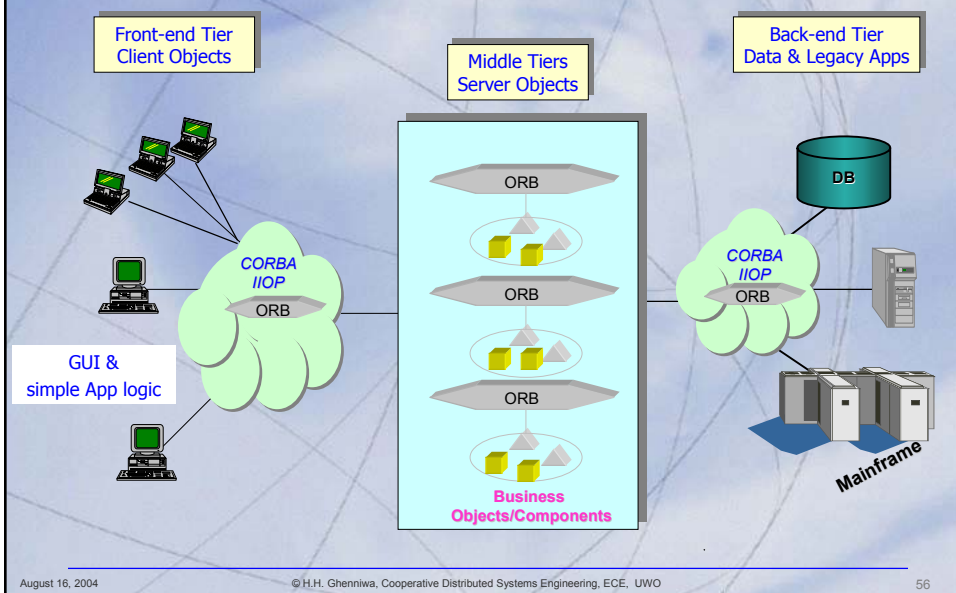 Front-end Tier
Client Objects
Middle Tiers
Server Objects
Back-end Tier
Data & Legacy Apps
CORBA
IIOP
ORB
GUI &
simple App logic
ORB
ORB
ORB
Business
Objects/Components
DB
CORBA
IIOP
ORB
Mainframe
August 16, 2004
© H.H. Ghenniwa, Cooperative Distributed Systems Engineering, ECE, UWO
56